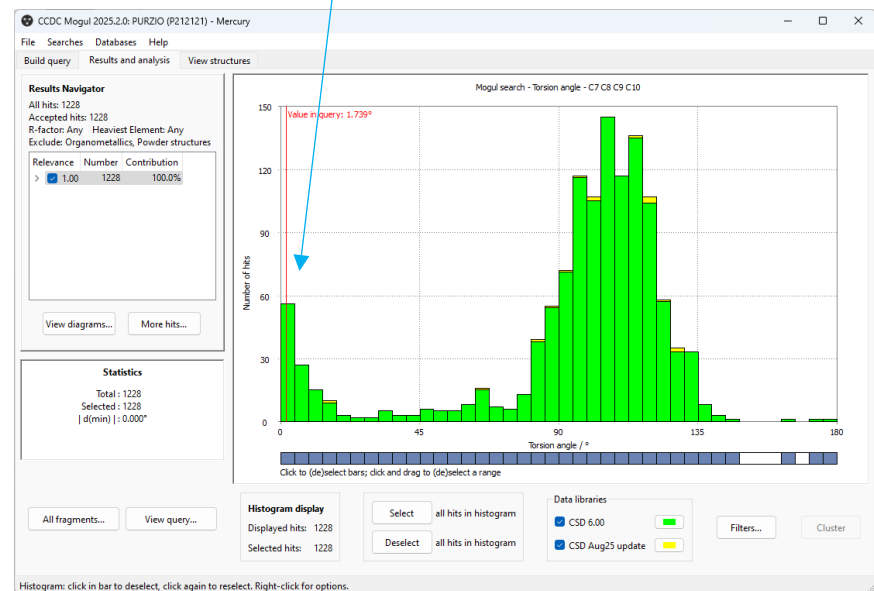 CCDC Mogul 2025.2.0: PURZIO (P212121) - Mercury
File Searches Databases Help
Build query Results and analysis View structures
Results Navigator
All hits: 1228
Accepted hits: 1228
R-factor: Any Heaviest Element: Any
Exclude: Organometallics, Powder structures
Relevance Number Contribution
1.00 1228 100.0%
View diagrams... More hits...
Statistics
Total : 1228
Selected : 1228
| d(min) | : 0.000°
Mogul search - Torsion angle - C7 C8 C9 C10
Value in query: 1.739°
Number of hits
150
120
90
60
30
0
0 45 90 135 180
Torsion angle / °
Click to (de)select bars; click and drag to (de)select a range
All fragments... View query...
Histogram display
Displayed hits: 1228
Selected hits: 1228
Select all hits in histogram
Deselect all hits in histogram
Data libraries
CSD 6.00
CSD Aug25 update
Filters... Cluster
Histogram: click in bar to deselect, click again to reselect. Right-click for options.